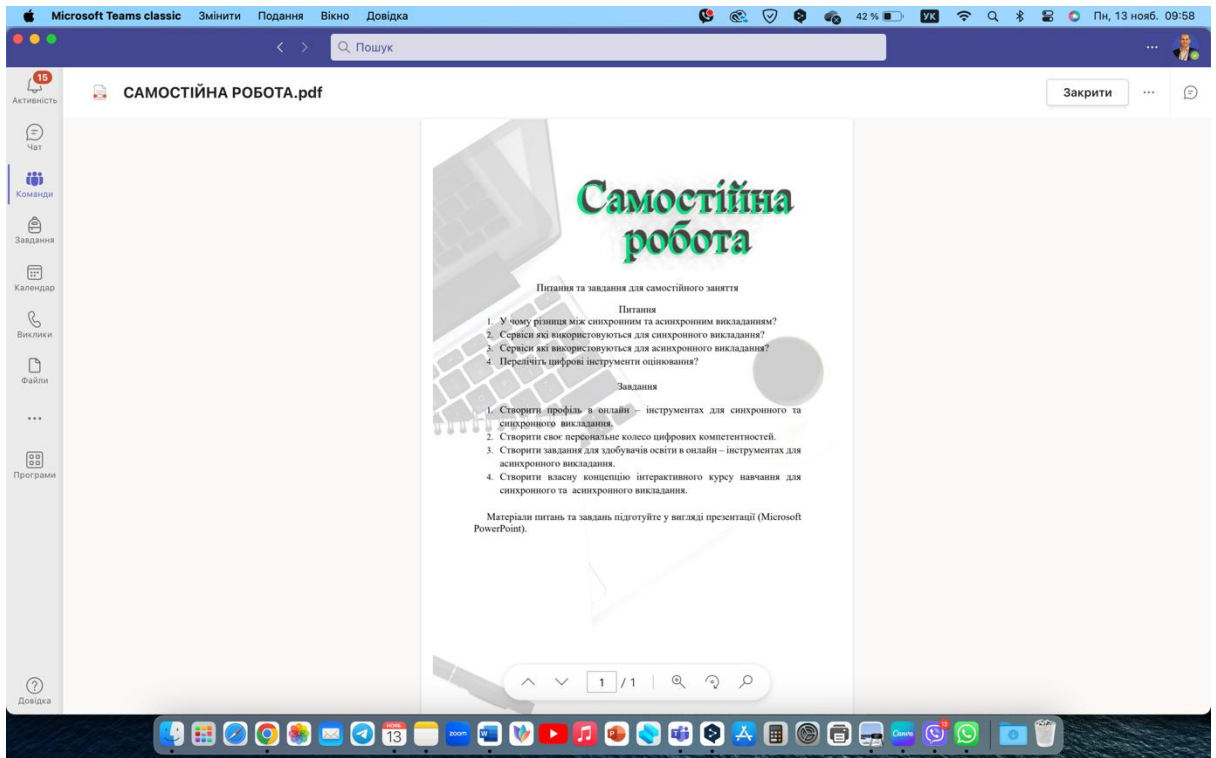 Microsoft Teams classic Змінити Подання Вікно Довідка 42 % УК Пн, 13 нояб. 09:58
Пошук
15
Активність
САМОСТІЙНА РОБОТА.pdf
Закрити
Чат
Команди
Завдання
Календар
Виклики
Файли
Програми
Довідка
Самостійна
робота
Питання та завдання для самостійного заняття
Питання
1. У чому різниця між синхронним та асинхронним викладанням?
2. Сервіси які використовуються для синхронного викладання?
3. Сервіси які використовуються для асинхронного викладання?
4. Перелічіть цифрові інструменти оцінювання?
Завдання
1. Створити профіль в онлайн – інструментах для синхронного та
синхронного викладання.
2. Створити своє персональне колесо цифрових компетентностей.
3. Створити завдання для здобувачів освіти в онлайн – інструментах для
асинхронного викладання.
4. Створити власну концепцію інтерактивного курсу навчання для
синхронного та асинхронного викладання.
Матеріали питань та завдань підготуйте у вигляді презентації (Microsoft
PowerPoint).
1 / 1
НОЯБ.
13
zoom
Canva